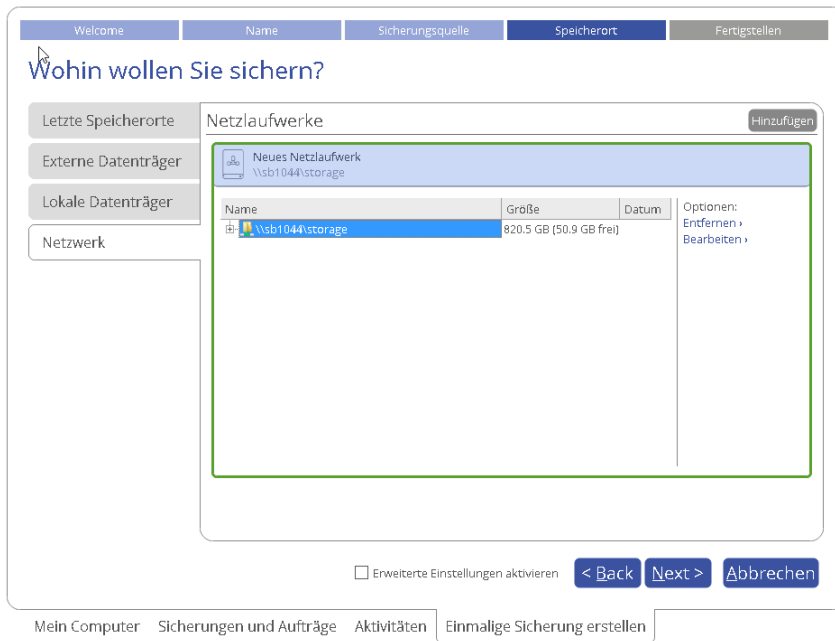 Welcome Name Sicherungsquelle Speicherort Fertigstellen
Wohin wollen Sie sichern?
Letzte Speicherorte
Externe Datenträger
Lokale Datenträger
Netzwerk
Netzlaufwerke Hinzufügen
Neues Netzlaufwerk
\\sb1044\storage
Name Größe Datum
\\sb1044\storage 820.5 GB (50.9 GB frei)
Optionen:
Entfernen ›
Bearbeiten ›
Erweiterte Einstellungen aktivieren < Back Next > Abbrechen
Mein Computer Sicherungen und Aufträge Aktivitäten Einmalige Sicherung erstellen